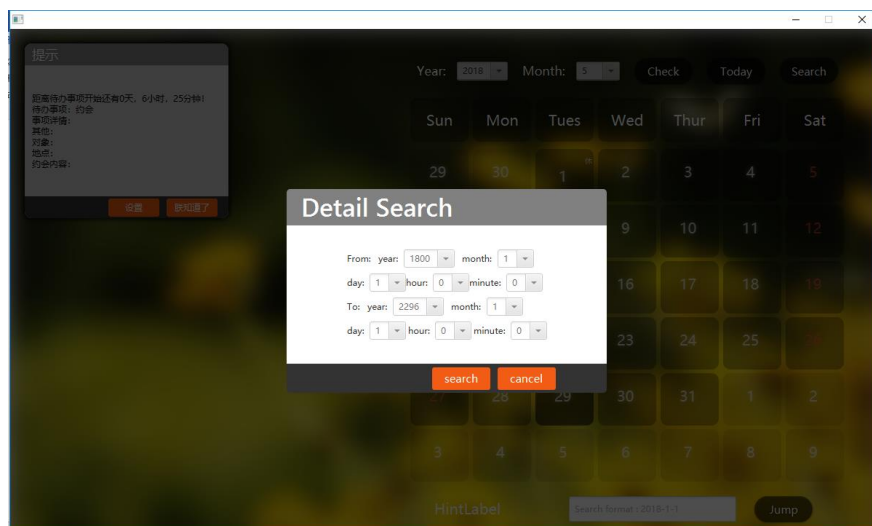 提示
距离待办事项开始还有0天，6小时，25分钟!
待办事项：约会
事项详情：
其他：
对象：
地点：
约会内容：
设置 朕知道了
Year: 2018 Month: 5 Check Today Search
Sun Mon Tues Wed Thur Fri Sat
29 30 1 2 3 4 5
Detail Search
9 10 11 12
From: year: 1800 month: 1
day: 1 hour: 0 minute: 0
16 17 18 19
To: year: 2296 month: 1
day: 1 hour: 0 minute: 0
23 24 25
search cancel
27 28 29 30 31 1 2
3 4 5 6 7 8 9
HintLabel Search format : 2018-1-1 Jump